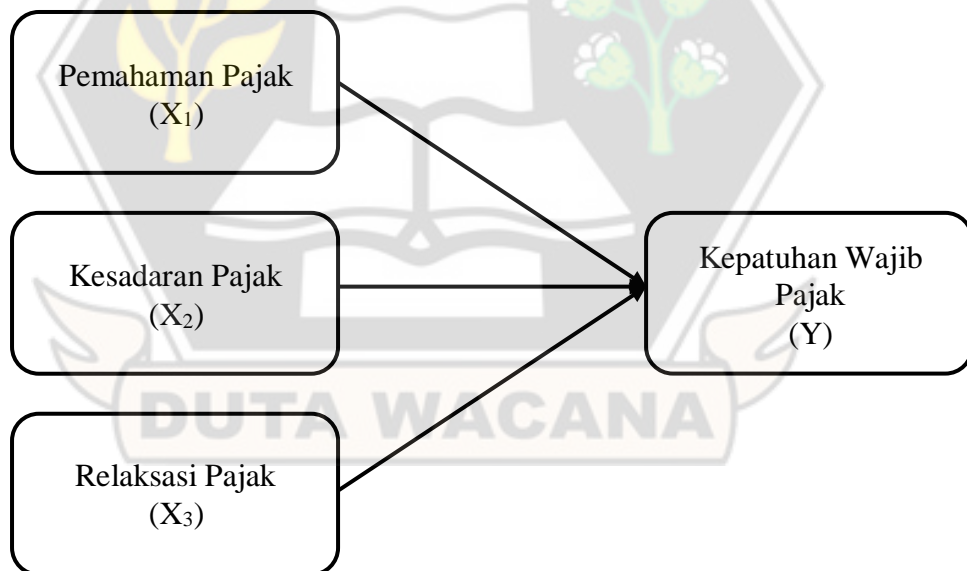 Pemahaman Pajak
(X₁)
Kesadaran Pajak
(X₂)
Relaksasi Pajak
(X₃)
Kepatuhan Wajib
Pajak
(Y)
DUTA WACANA